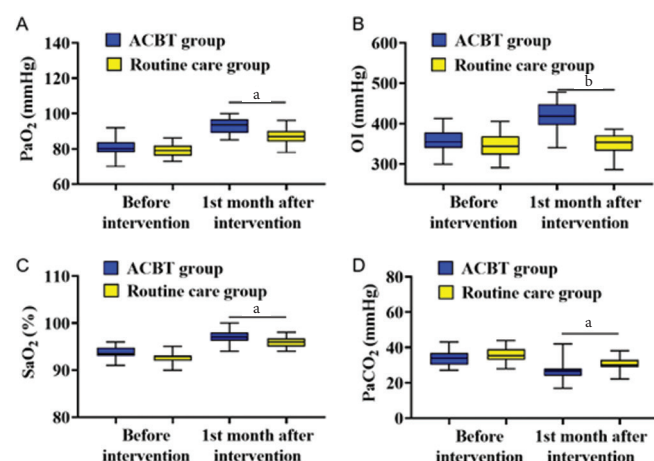 A
ACBT group
Routine care group
PaO2 (mmHg)
140
120
100
80
60
a
Before intervention
1st month after intervention
B
ACBT group
Routine care group
OI (mmHg)
600
500
400
300
b
Before intervention
1st month after intervention
C
ACBT group
Routine care group
SaO2 (%)
110
100
90
80
a
Before intervention
1st month after intervention
D
ACBT group
Routine care group
PaCO2 (mmHg)
80
60
40
20
0
a
Before intervention
1st month after intervention